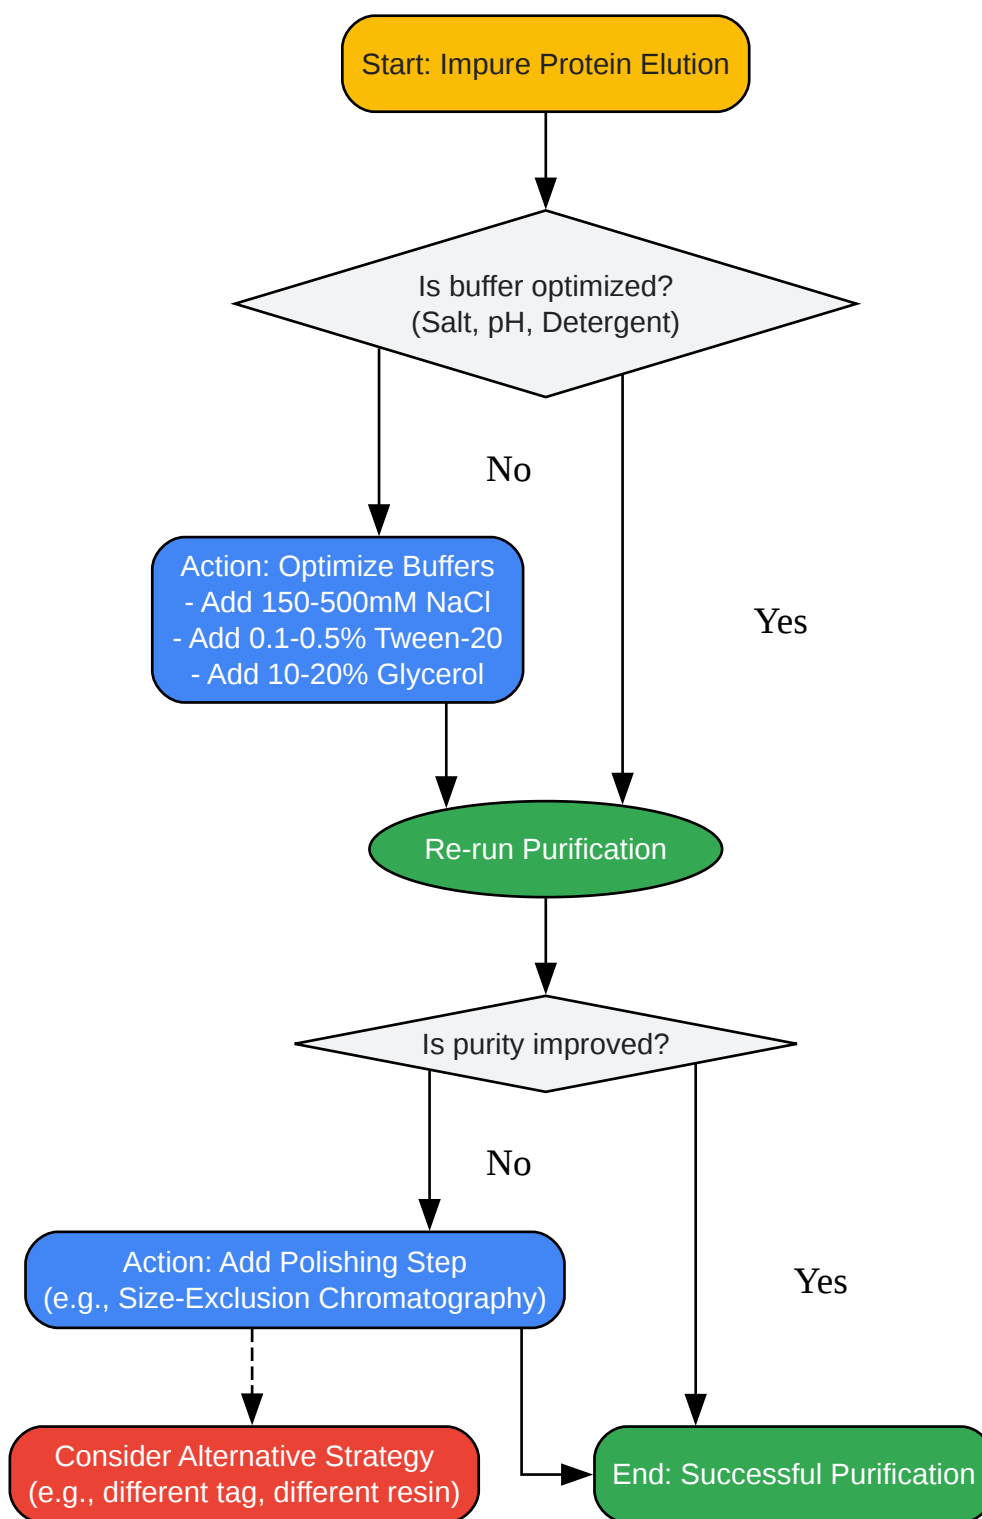 Start: Impure Protein Elution
Is buffer optimized?
(Salt, pH, Detergent)
No
Yes
Action: Optimize Buffers
- Add 150-500mM NaCl
- Add 0.1-0.5% Tween-20
- Add 10-20% Glycerol
Re-run Purification
Is purity improved?
No
Yes
Action: Add Polishing Step
(e.g., Size-Exclusion Chromatography)
Consider Alternative Strategy
(e.g., different tag, different resin)
End: Successful Purification